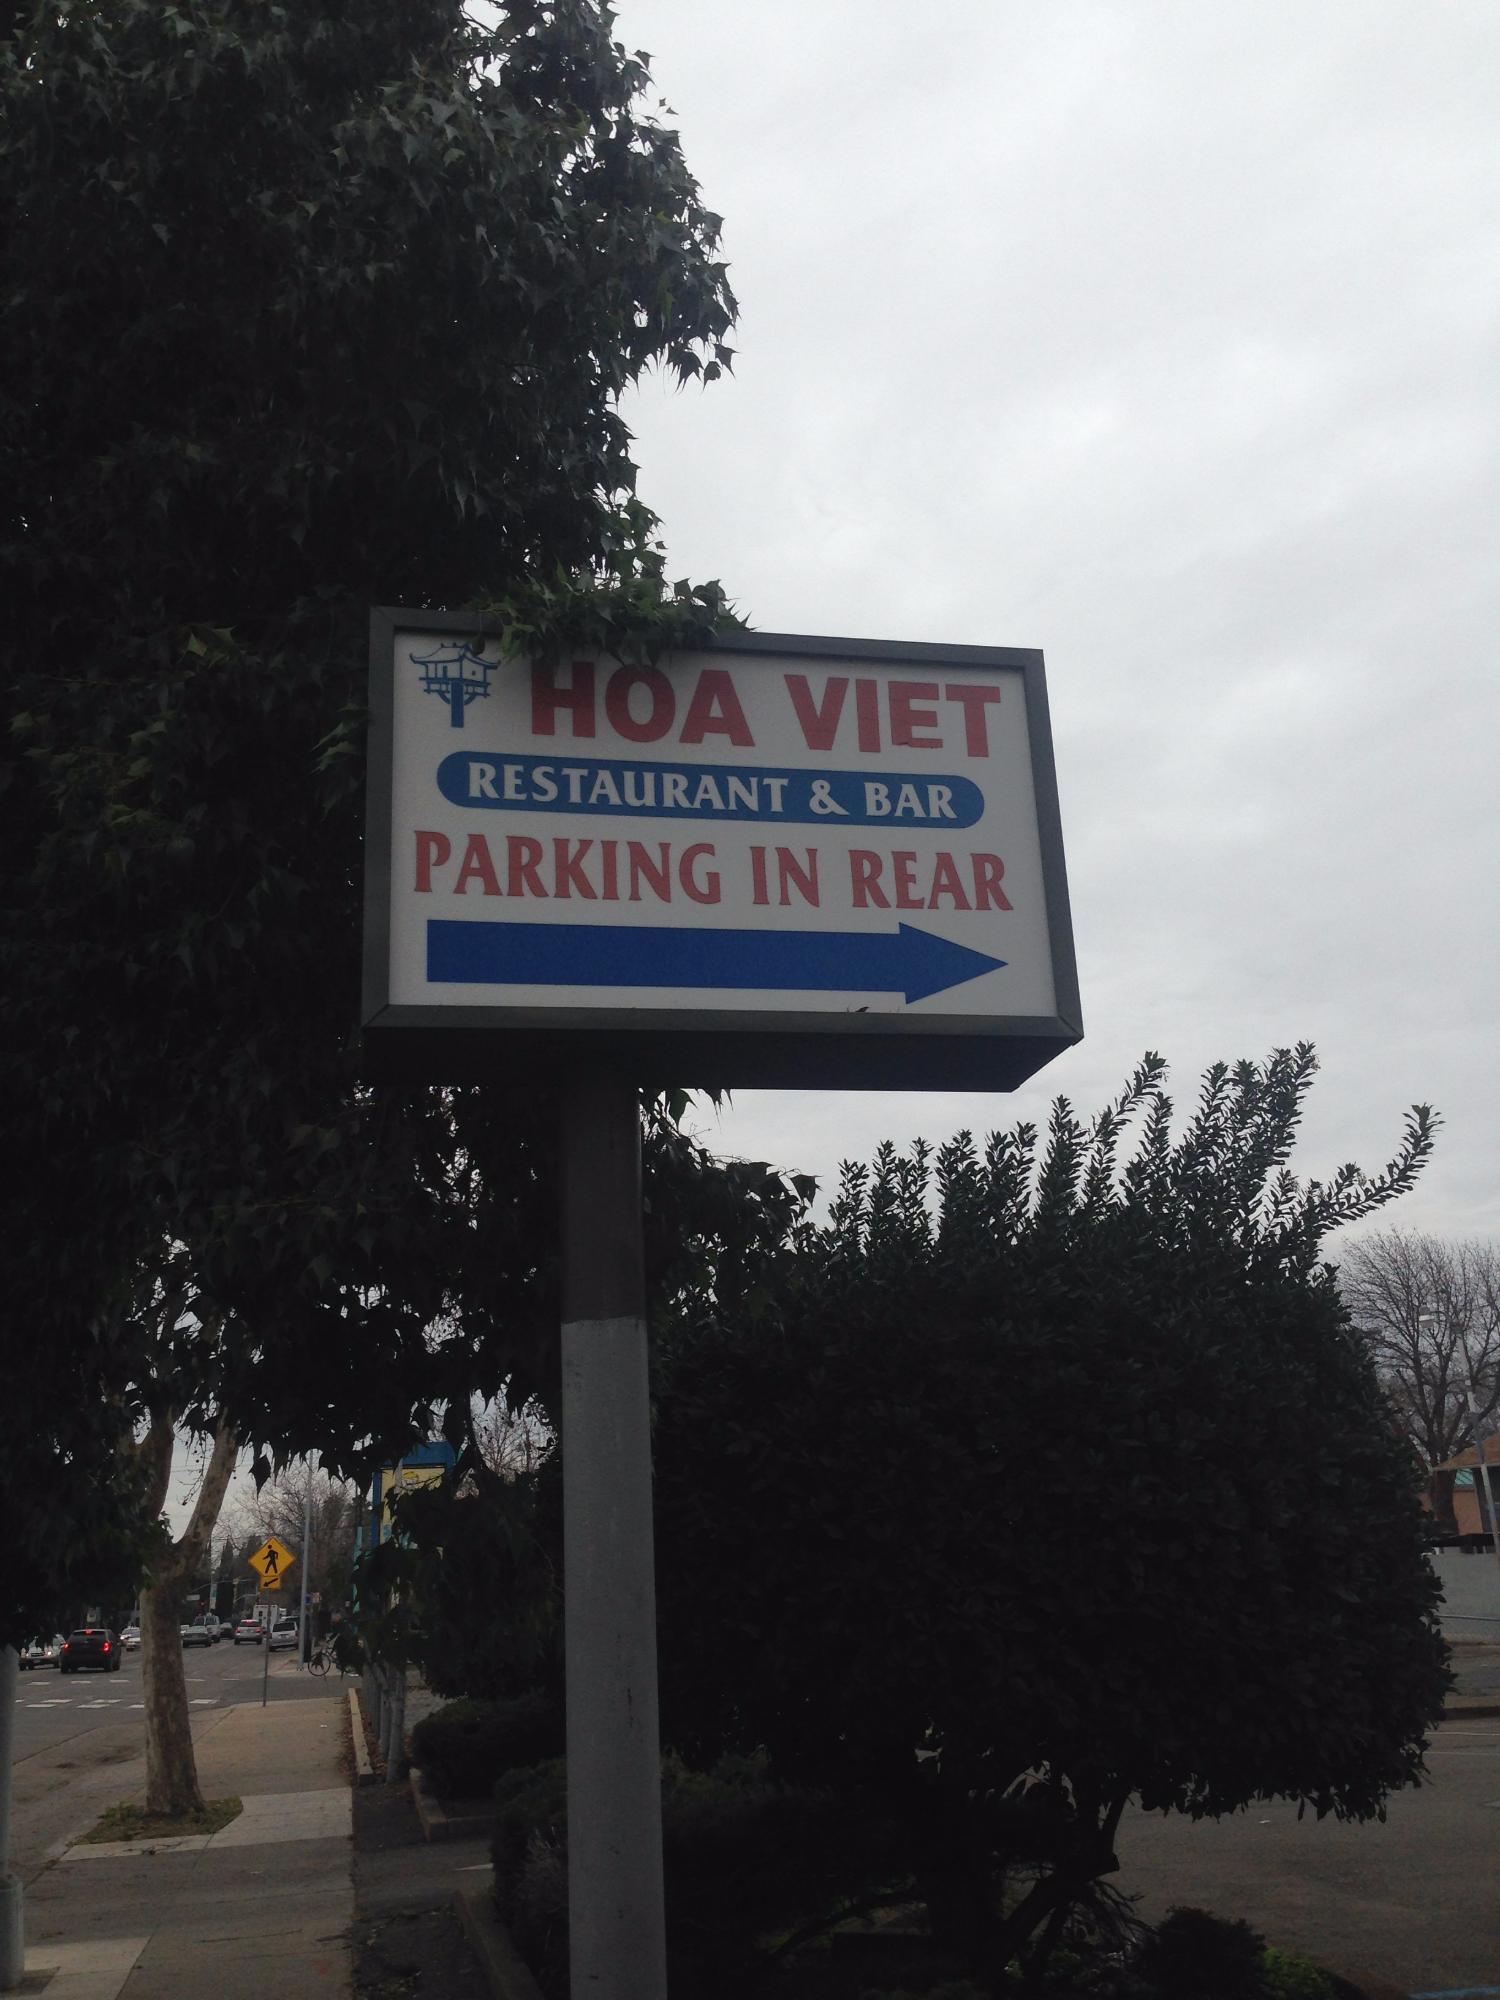 HOA VIET
RESTAURANT & BAR
PARKING IN REAR